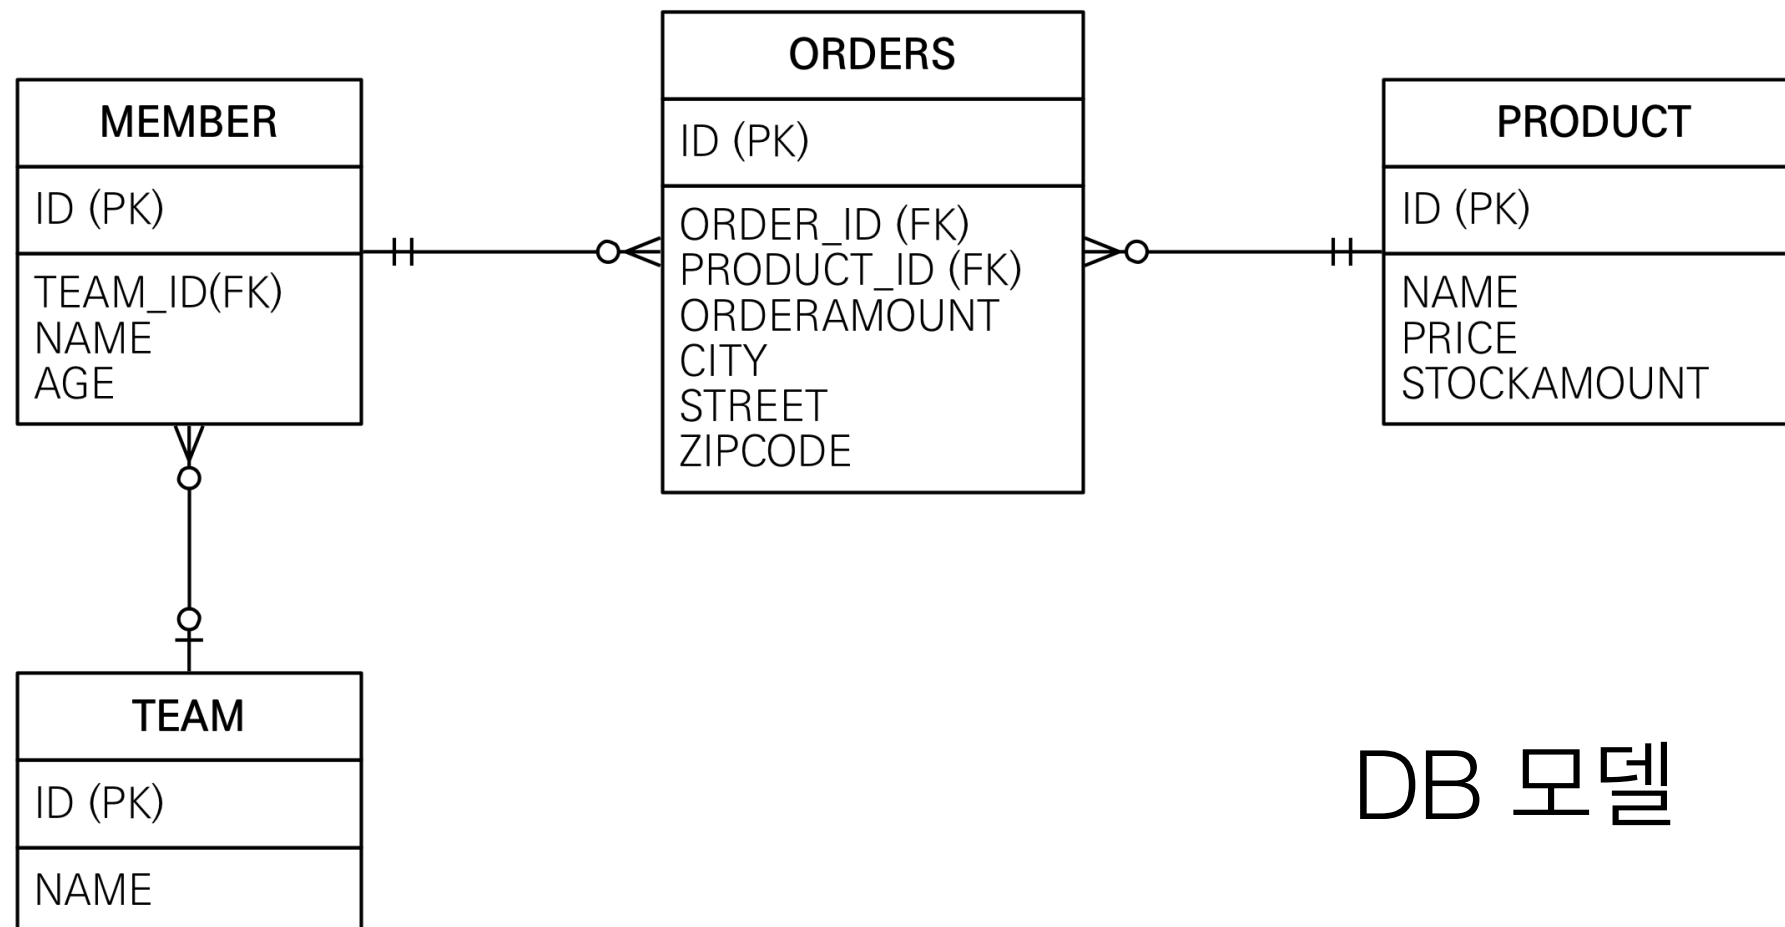 MEMBER
ID (PK)
TEAM_ID(FK)
NAME
AGE
ORDERS
ID (PK)
ORDER_ID (FK)
PRODUCT_ID (FK)
ORDERAMOUNT
CITY
STREET
ZIPCODE
PRODUCT
ID (PK)
NAME
PRICE
STOCKAMOUNT
TEAM
ID (PK)
NAME
DB 모델